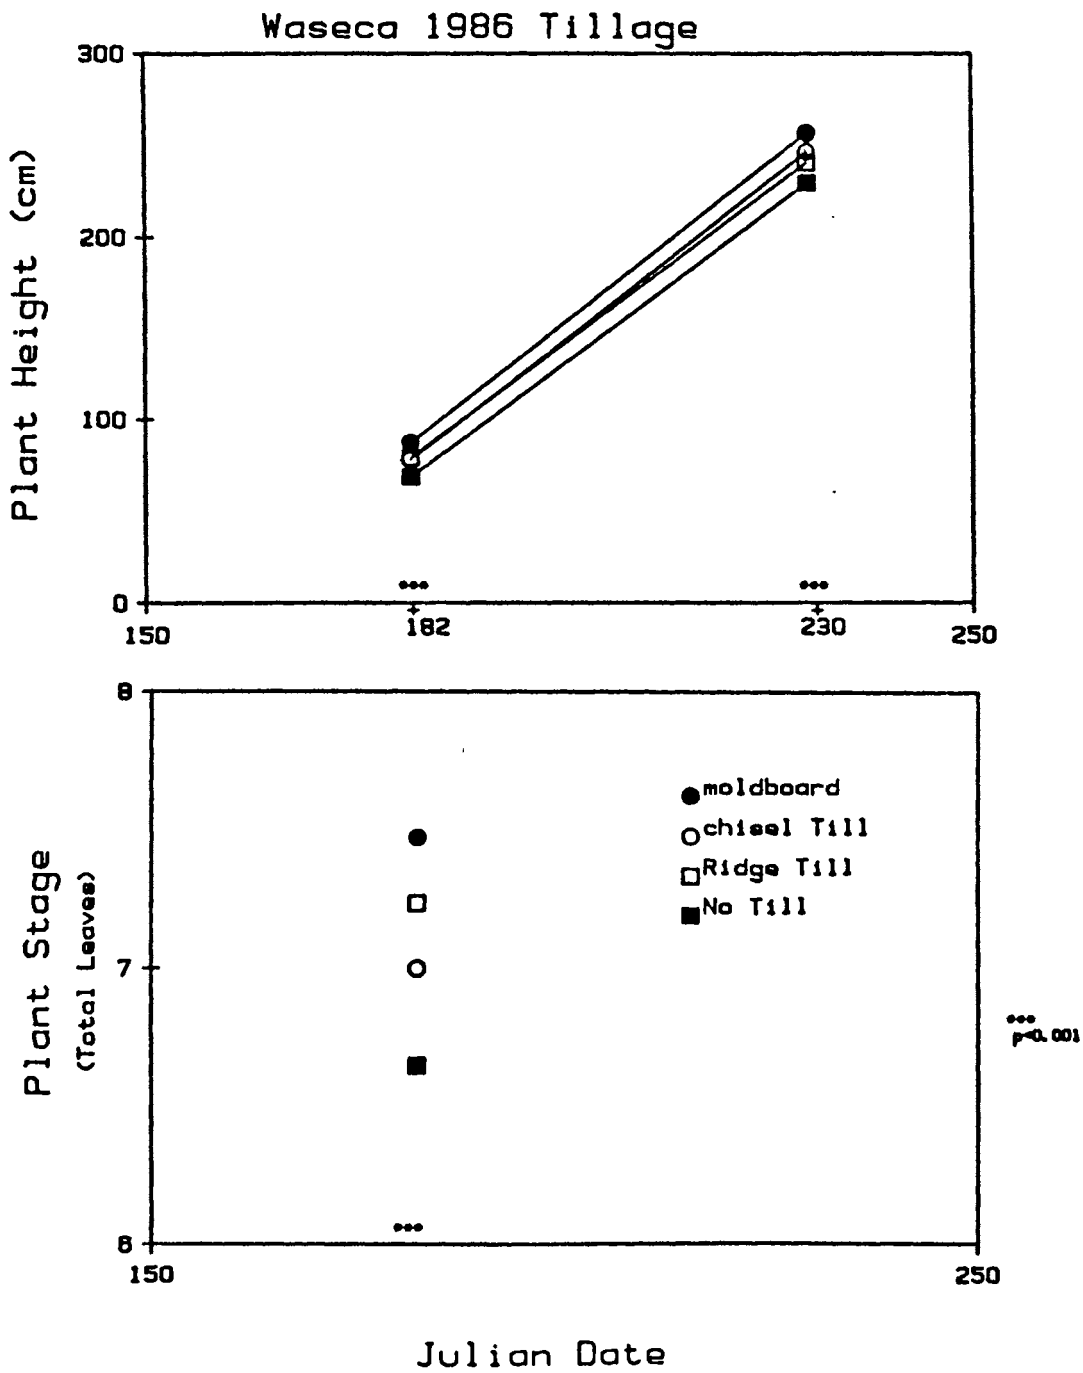 Waseca 1986 Tillage
300
200
100
0
Plant Height (cm)
***
***
150
182
230
250
8
7
6
Plant Stage
(Total Leaves)
moldboard
chisel Till
Ridge Till
No Till
***
p<0.001
***
150
250
Julian Date